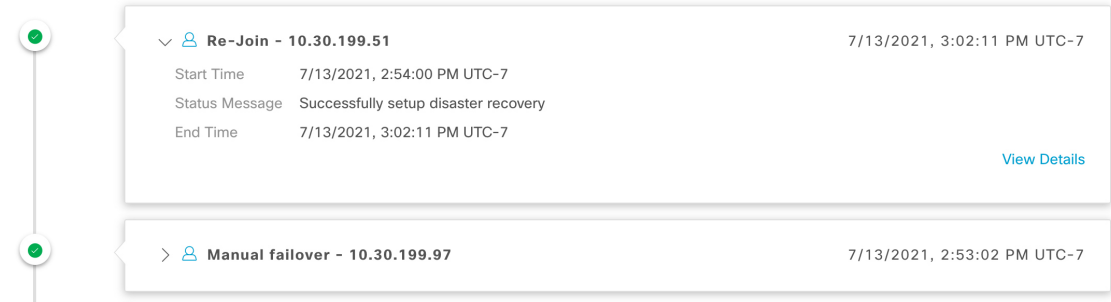 Re-Join - 10.30.199.51 7/13/2021, 3:02:11 PM UTC-7
Start Time 7/13/2021, 2:54:00 PM UTC-7
Status Message Successfully setup disaster recovery
End Time 7/13/2021, 3:02:11 PM UTC-7
View Details
Manual failover - 10.30.199.97 7/13/2021, 2:53:02 PM UTC-7